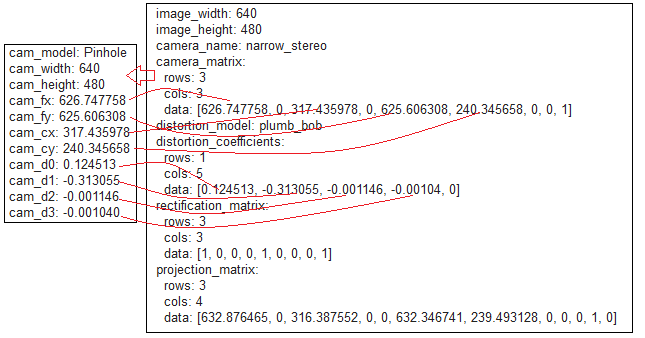 cam_model: Pinhole
cam_width: 640
cam_height: 480
cam_fx: 626.747758
cam_fy: 625.606308
cam_cx: 317.435978
cam_cy: 240.345658
cam_d0: 0.124513
cam_d1: -0.313055
cam_d2: -0.001146
cam_d3: -0.001040
image_width: 640
image_height: 480
camera_name: narrow_stereo
camera_matrix:
rows: 3
cols: 3
data: [626.747758, 0, 317.435978, 0, 625.606308, 240.345658, 0, 0, 1]
distortion_model: plumb_bob
distortion_coefficients:
rows: 1
cols: 5
data: [0.124513, -0.313055, -0.001146, -0.00104, 0]
rectification_matrix:
rows: 3
cols: 3
data: [1, 0, 0, 0, 1, 0, 0, 0, 1]
projection_matrix:
rows: 3
cols: 4
data: [632.876465, 0, 316.387552, 0, 0, 632.346741, 239.493128, 0, 0, 0, 1, 0]